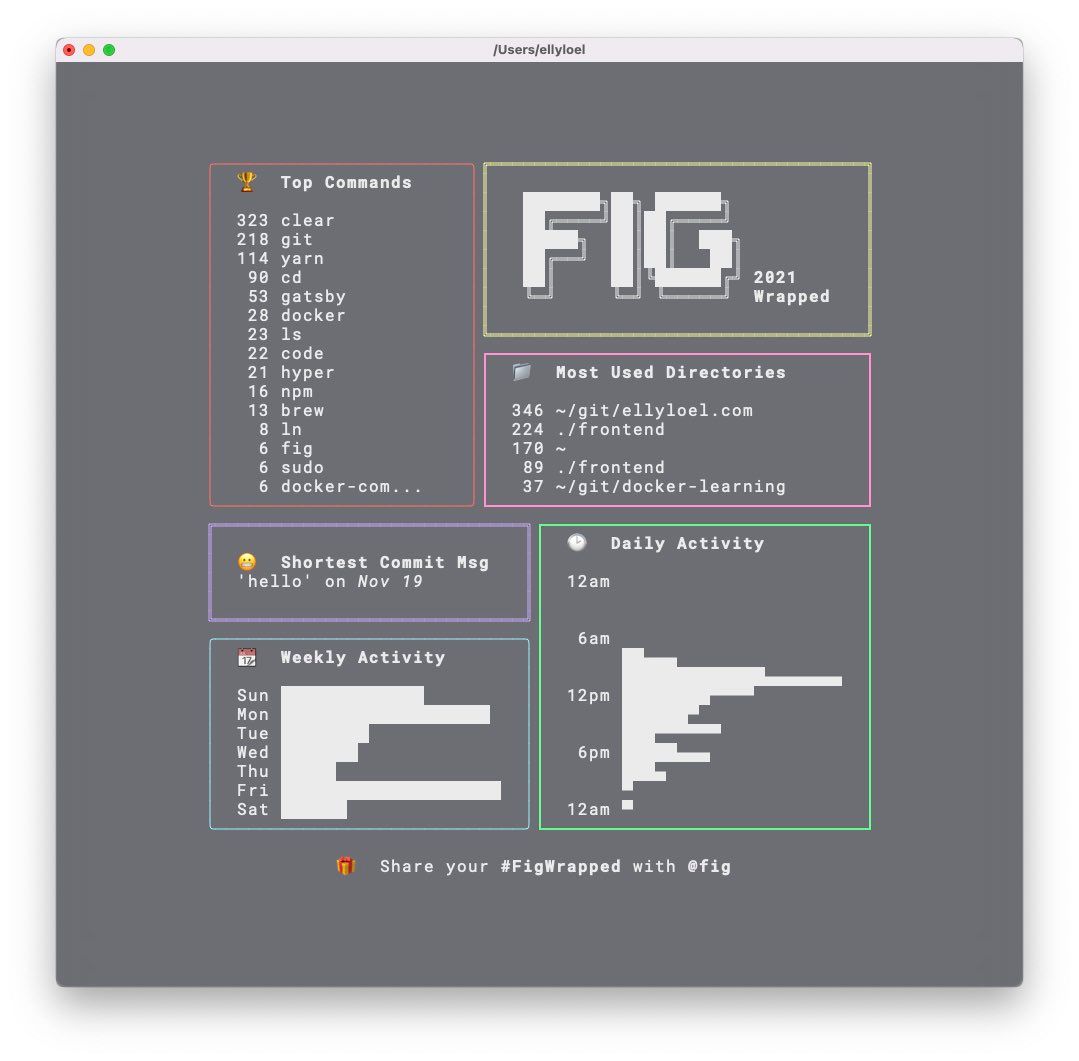 /Users/ellyloel
Top Commands
323 clear
218 git
114 yarn
90 cd
53 gatsby
28 docker
23 ls
22 code
21 hyper
16 npm
13 brew
8 ln
6 fig
6 sudo
6 docker-com...
FIG
2021
Wrapped
Most Used Directories
346 ~/git/ellyloel.com
224 ./frontend
170 ~
89 ./frontend
37 ~/git/docker-learning
Shortest Commit Msg
'hello' on Nov 19
Weekly Activity
Sun
Mon
Tue
Wed
Thu
Fri
Sat
Daily Activity
12am
6am
12pm
6pm
12am
Share your #FigWrapped with @fig